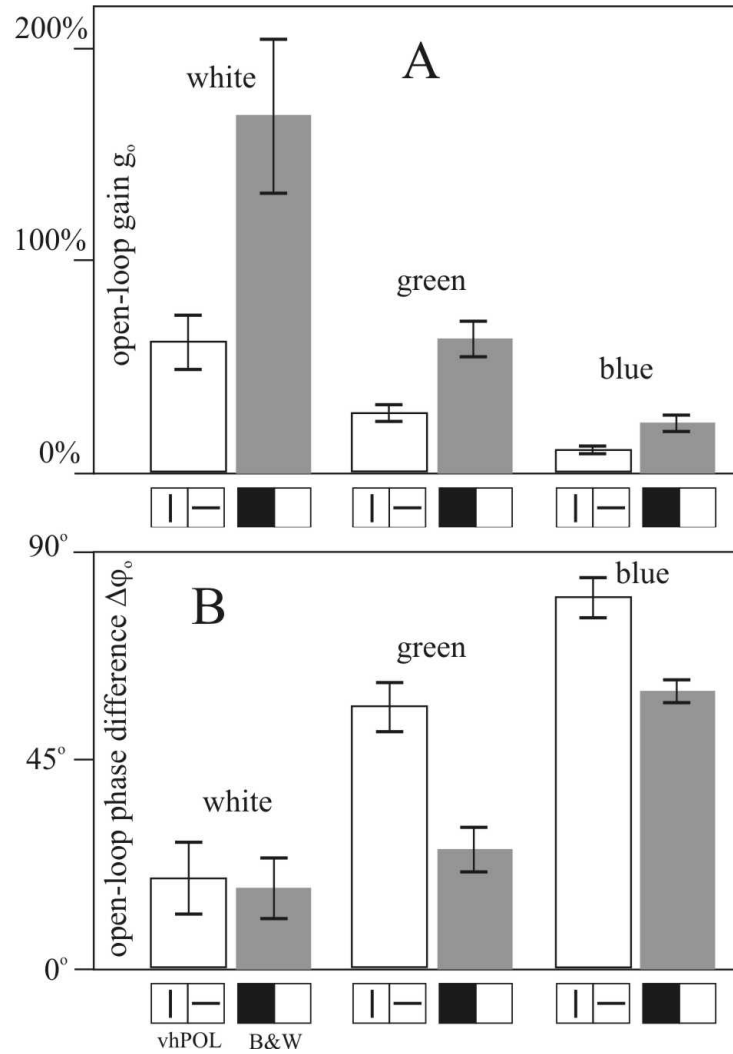 200%
A
white
open-loop gain g₀
100%
green
blue
0%
90°
blue
open-loop phase difference Δφ₀
B
green
45°
white
0°
vhPOL B&W